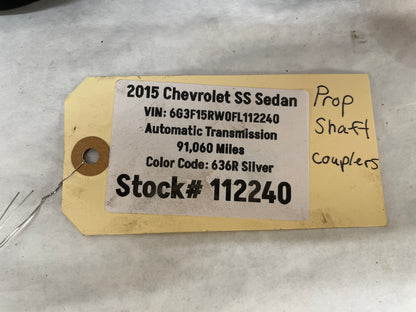 2015 Chevrolet SS Sedan
VIN: 6G3F15RW0FL112240
Automatic Transmission
91,060 Miles
Color Code: 636R Silver
Stock# 112240
Prop
Shaft
couplers